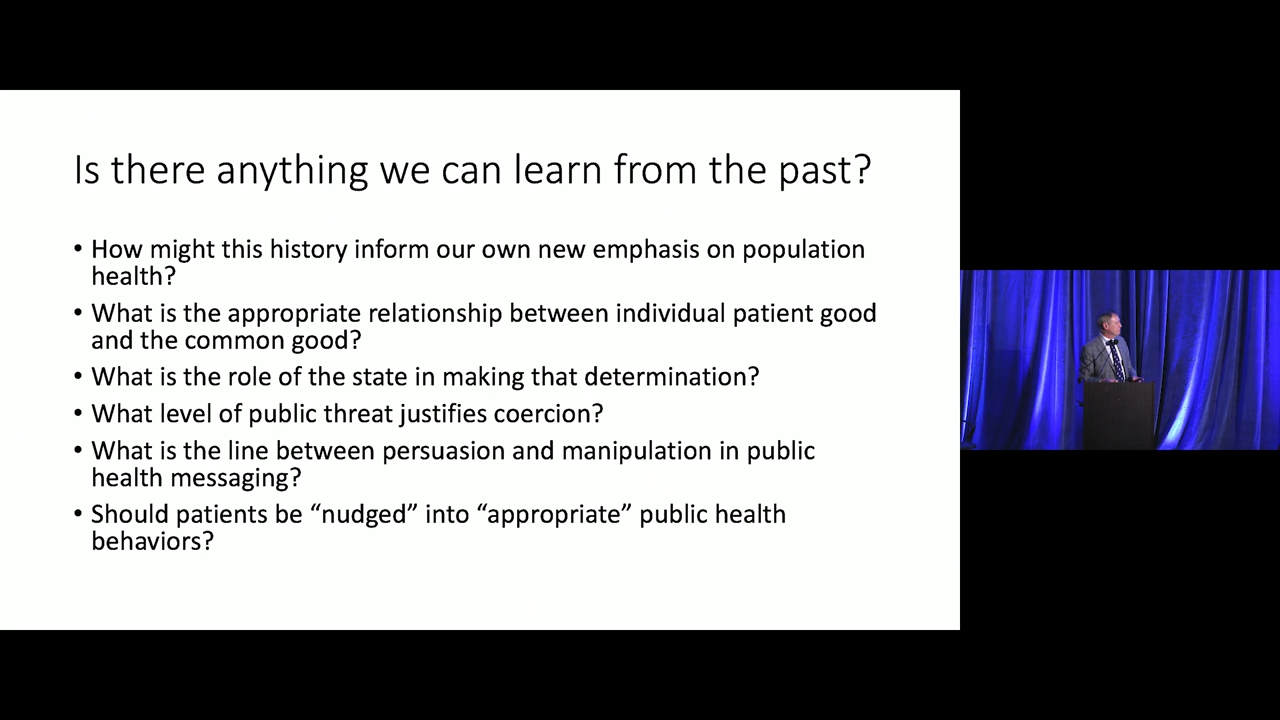 Is there anything we can learn from the past?
• How might this history inform our own new emphasis on population
health?
• What is the appropriate relationship between individual patient good
and the common good?
• What is the role of the state in making that determination?
• What level of public threat justifies coercion?
• What is the line between persuasion and manipulation in public
health messaging?
• Should patients be “nudged” into “appropriate” public health
behaviors?